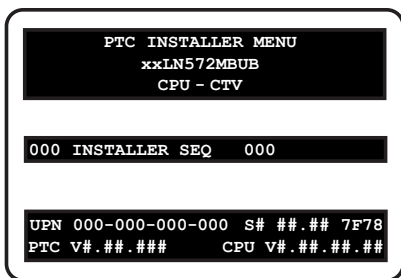 PTC INSTALLER MENU
xxLN572MBUB
CPU – CTV
000 INSTALLER SEQ 000
UPN 000-000-000-000 S# ##.## 7F78
PTC V#.##.### CPU V#.##.##.##